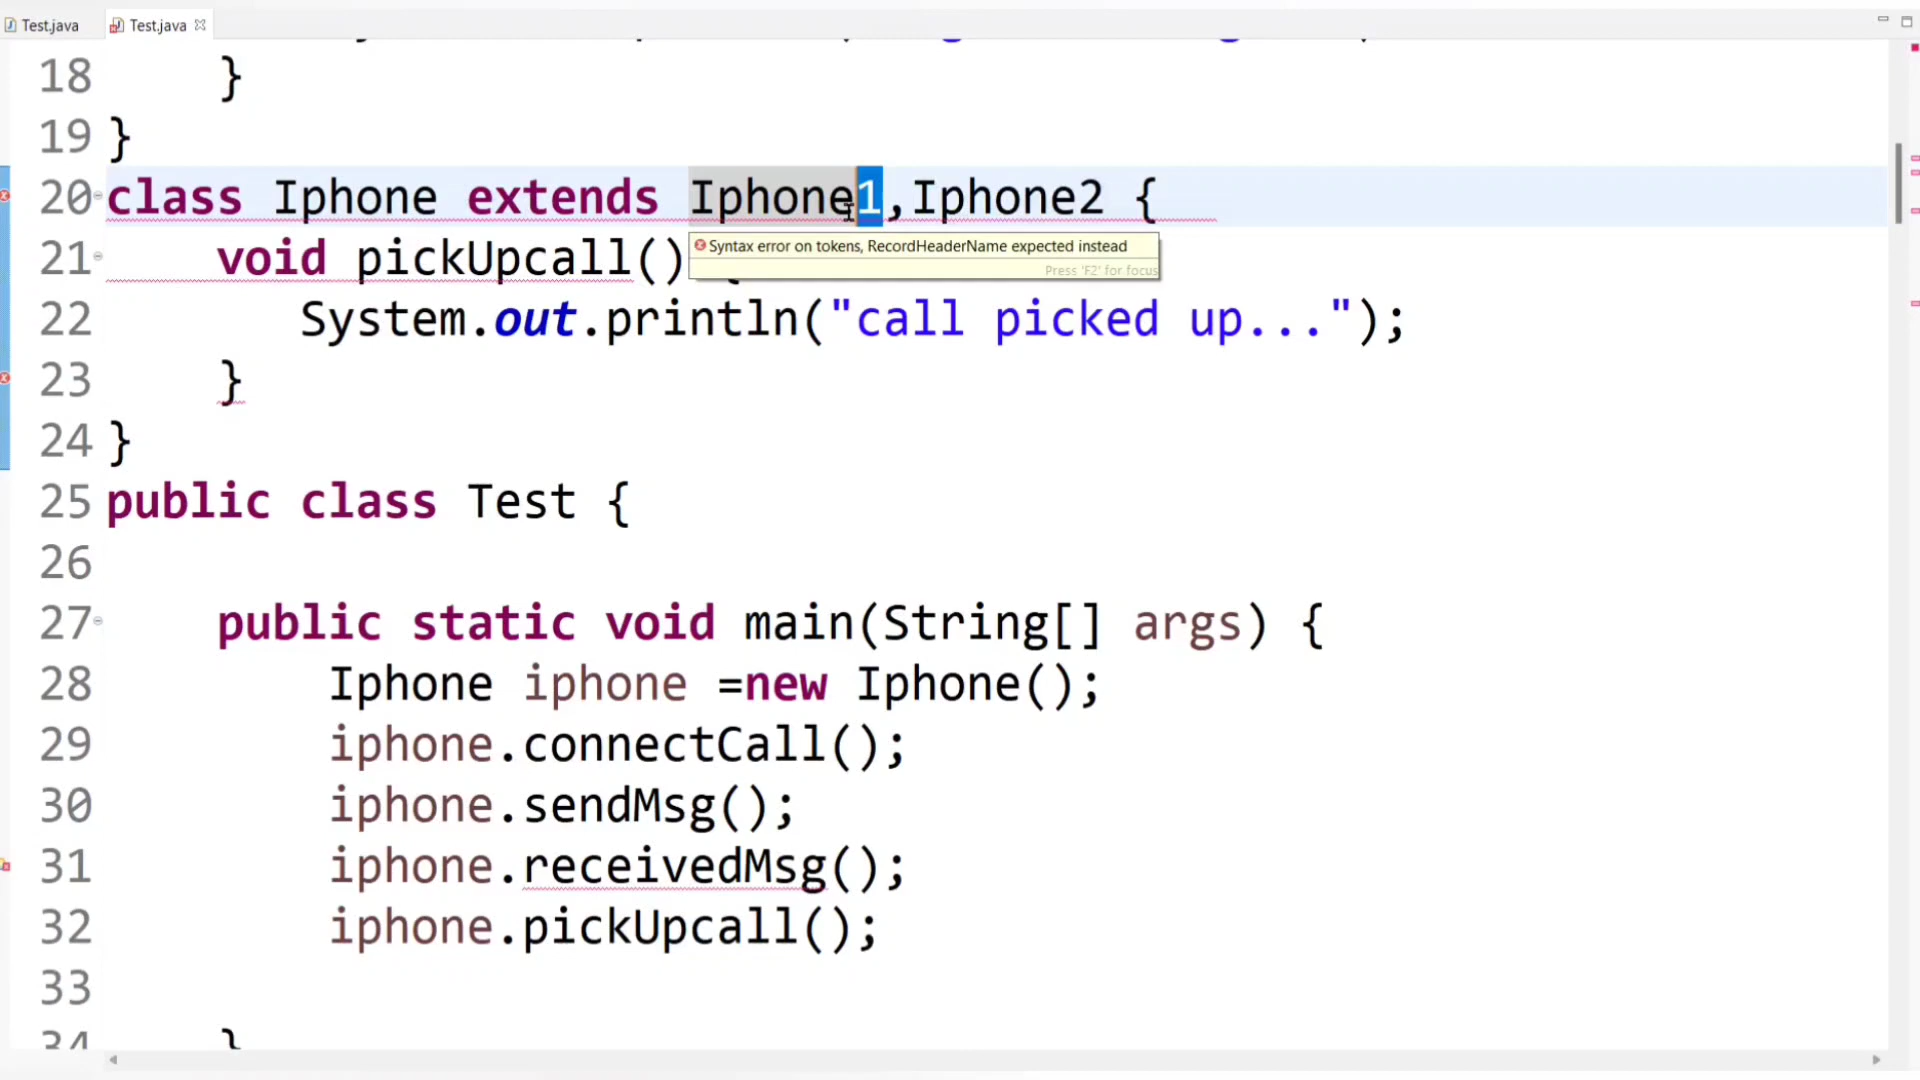 Test.java
Test.java
18 }
19 }
20 class Iphone extends Iphone1,Iphone2 {
Syntax error on tokens, RecordHeaderName expected instead
Press 'F2' for focus
21 void pickUpcall()
22 System.out.println("call picked up...");
23 }
24 }
25 public class Test {
26
27 public static void main(String[] args) {
28 Iphone iphone =new Iphone();
29 iphone.connectCall();
30 iphone.sendMsg();
31 iphone.receivedMsg();
32 iphone.pickUpcall();
33
34 }